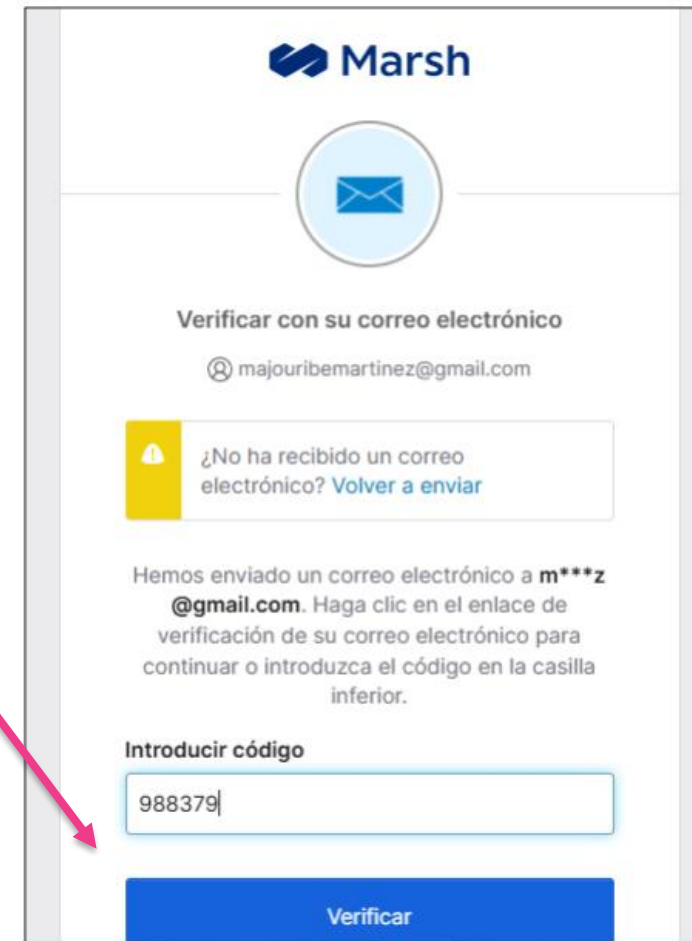 Marsh
Verificar con su correo electrónico
majouribemartinez@gmail.com
¿No ha recibido un correo
electrónico? Volver a enviar
Hemos enviado un correo electrónico a m***z
@gmail.com. Haga clic en el enlace de
verificación de su correo electrónico para
continuar o introduzca el código en la casilla
inferior.
Introducir código
988379
Verificar